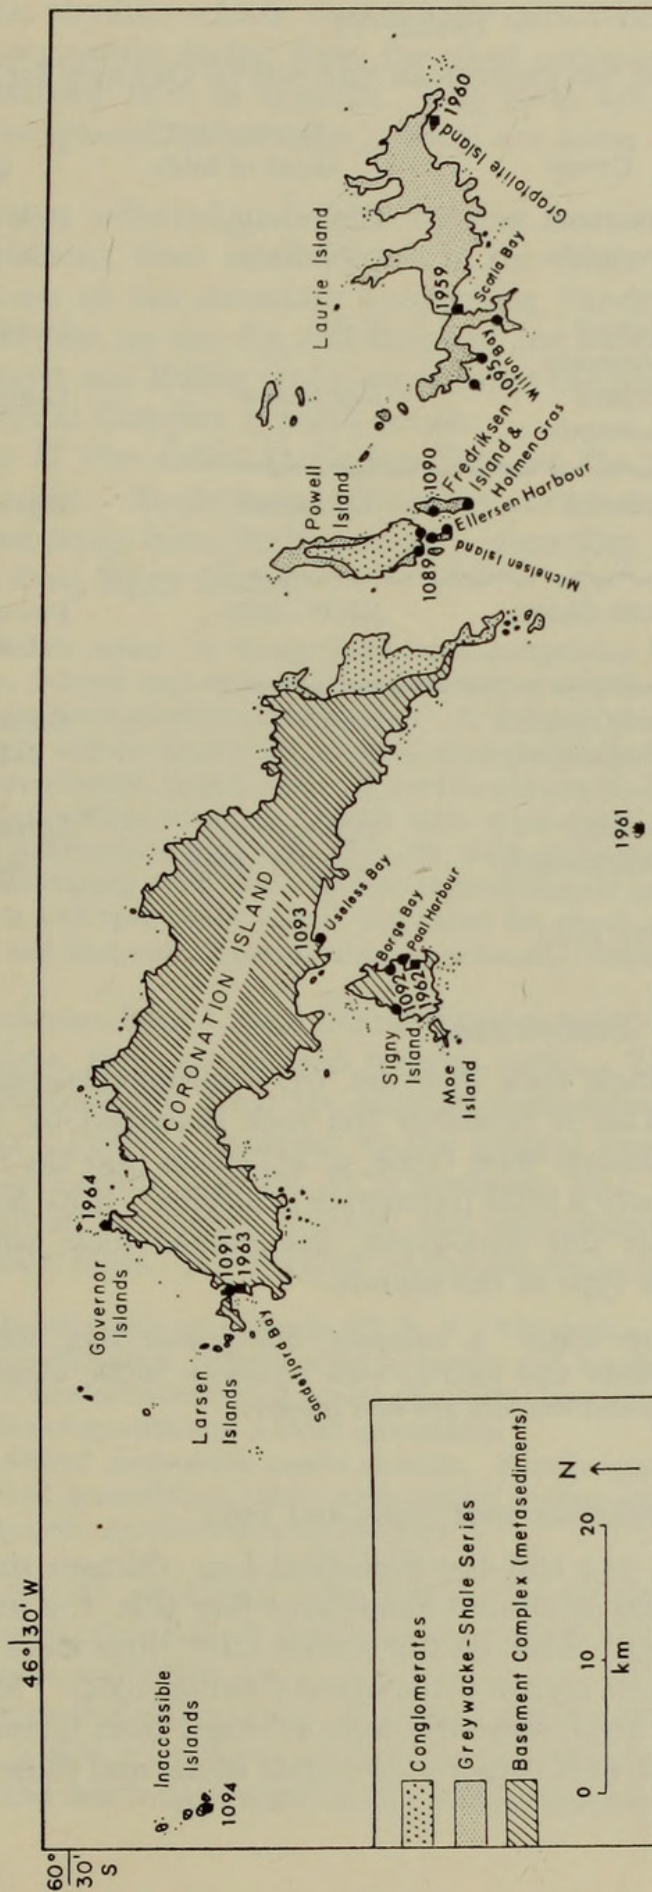 46°30' W
60°
30'
S
Inaccessible
Islands
1094
Governor
Islands
1964
Larsen
Islands
1091
1963
Sandefjord Bay
CORONATION ISLAND
1093
Useless Bay
Borge Bay
Paal Harbour
1092
1962
Signy
Island
Moe
Island
1961
Powell
Island
1089
1090
Fredriksen
Island &
Holmen Gras
Ellersen Harbour
Michelsen Island
Laurie Island
1959
Scotia Bay
Wilton Bay
1095
1960
Graptolite Island
Conglomerates
Greywacke-Shale Series
Basement Complex (metasediments)
0 10 20
km
N